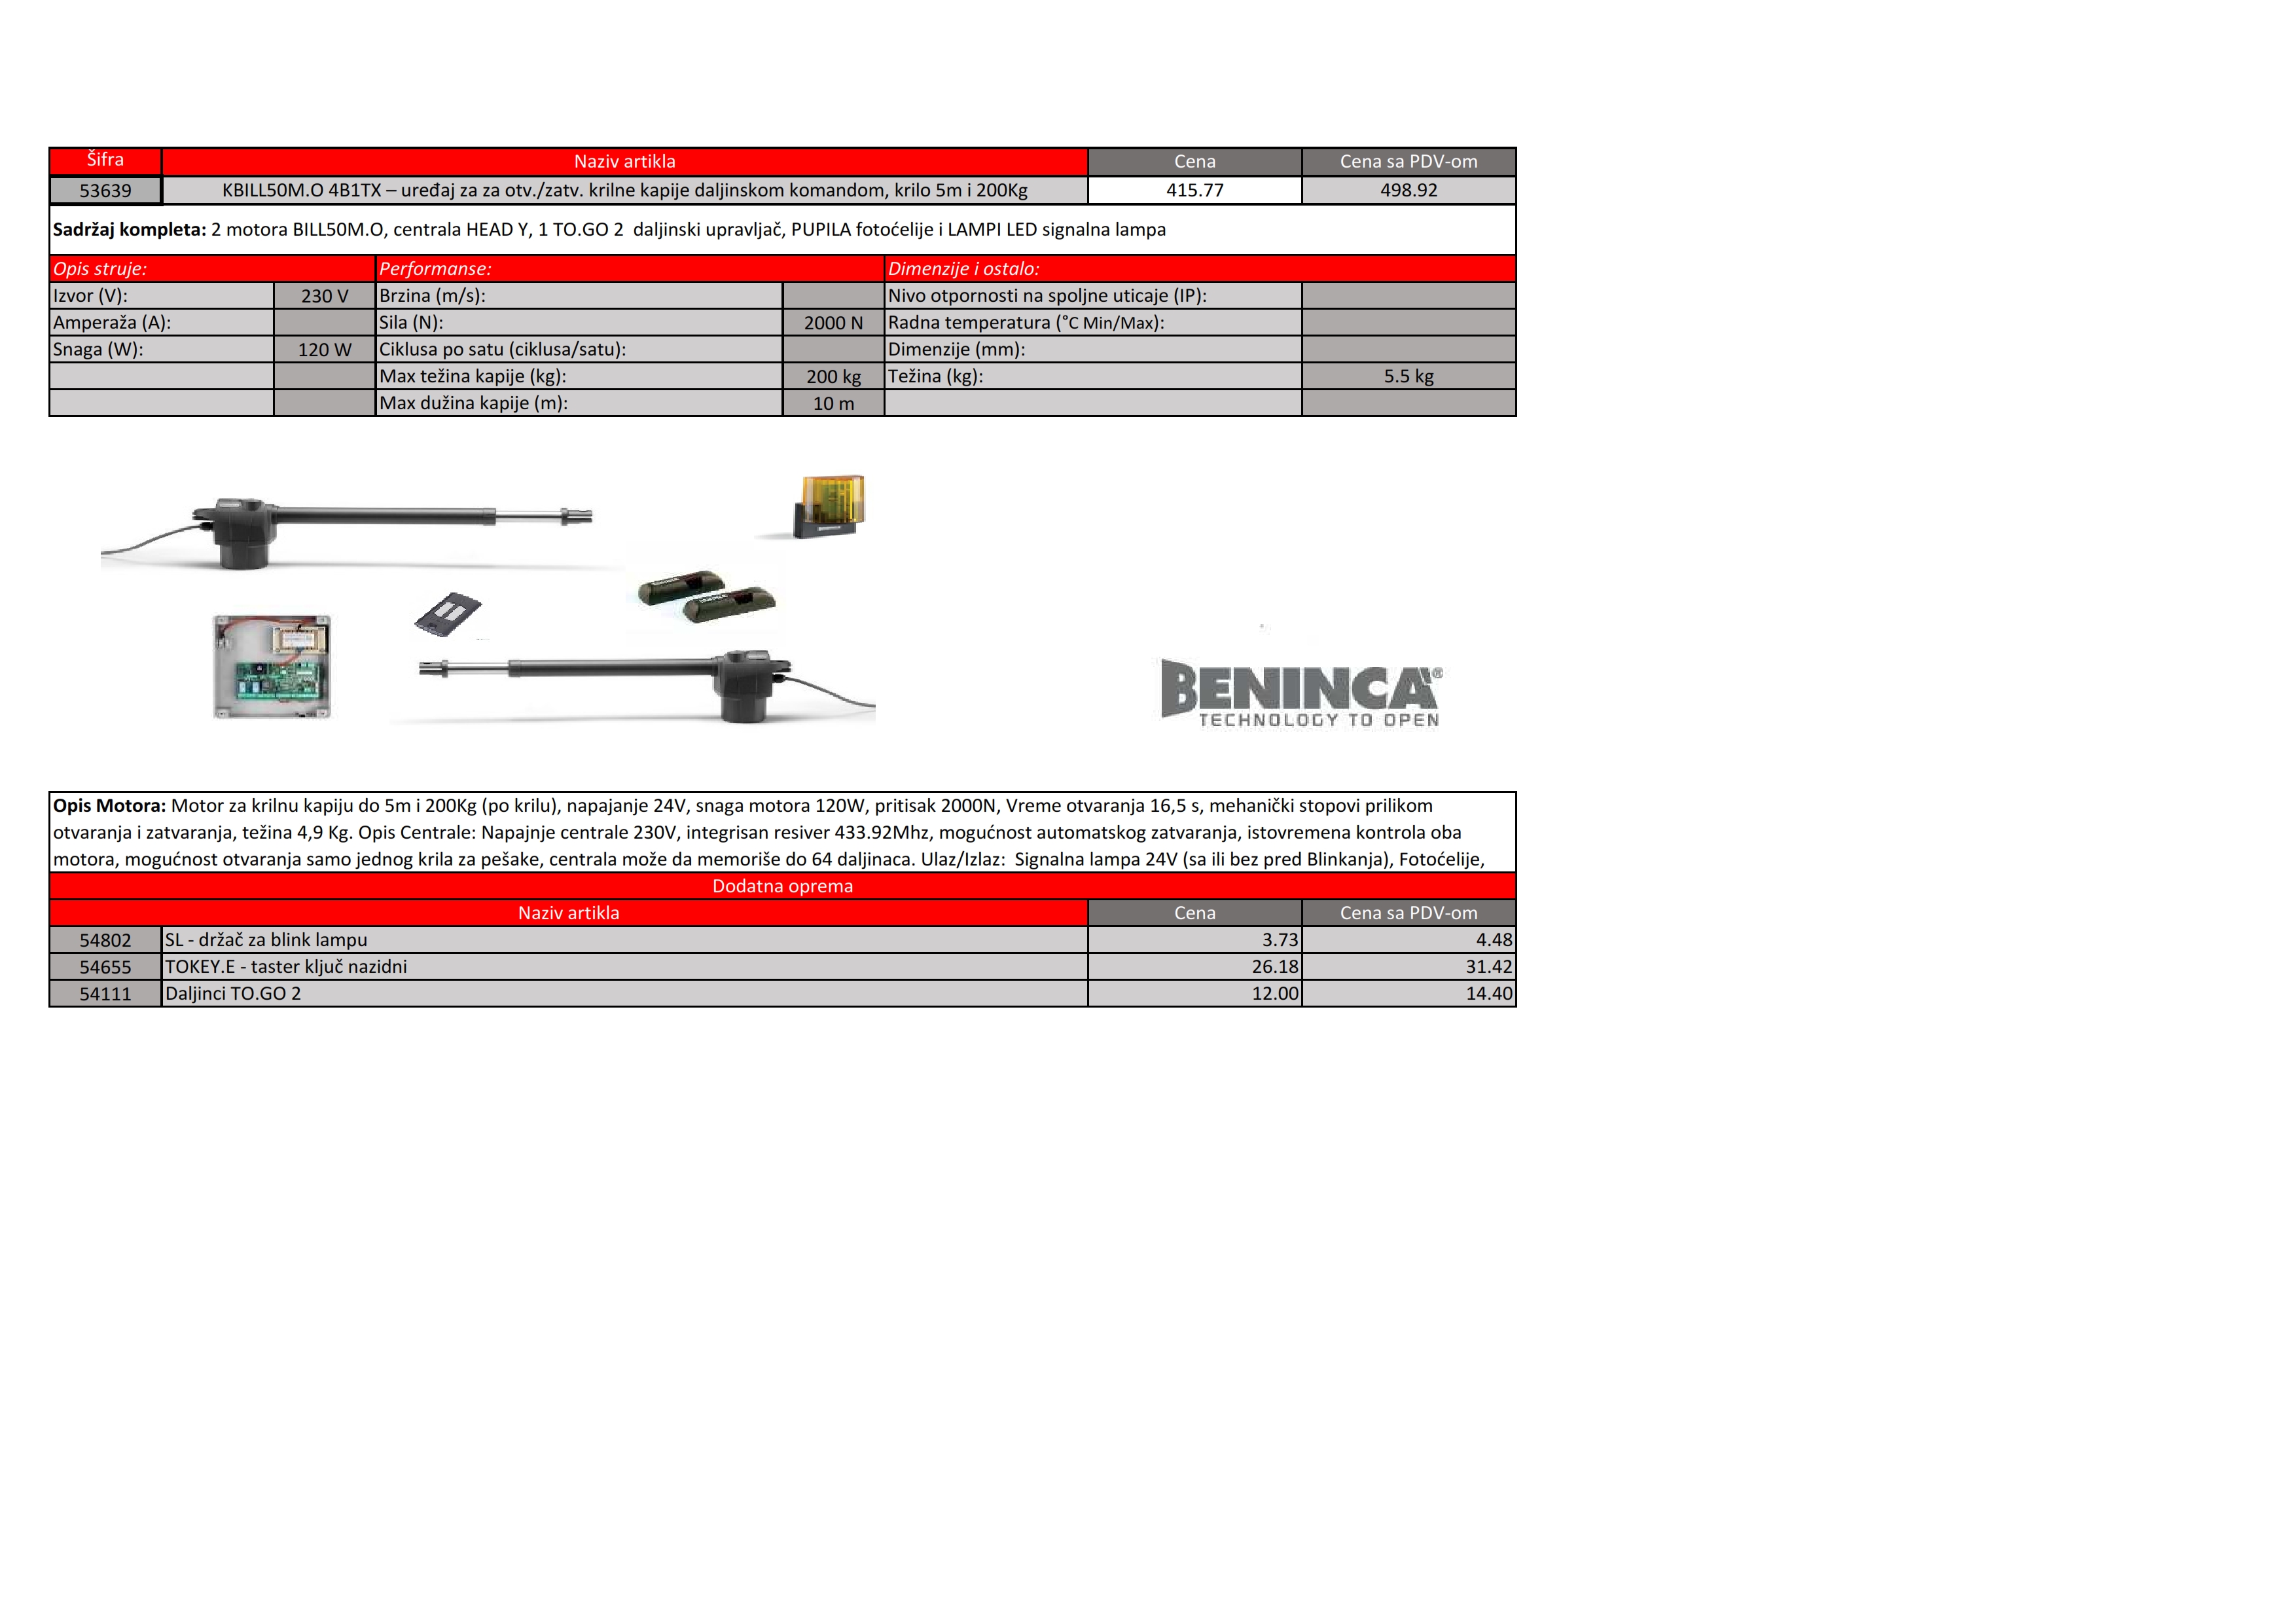 Šifra Naziv artikla Cena Cena sa PDV-om
53639 KBILL50M.O 4B1TX – uređaj za za otv./zatv. krilne kapije daljinskom komandom, krilo 5m i 200Kg 415.77 498.92
Sadržaj kompleta: 2 motora BILL50M.O, centrala HEAD Y, 1 TO.GO 2 daljinski upravljač, PUPILA fotoćelije i LAMPI LED signalna lampa
Opis struje: Performanse: Dimenzije i ostalo:
Izvor (V): 230 V Brzina (m/s): Nivo otpornosti na spoljne uticaje (IP):
Amperaža (A): Sila (N): 2000 N Radna temperatura (°C Min/Max):
Snaga (W): 120 W Ciklusa po satu (ciklusa/satu): Dimenzije (mm):
Max težina kapije (kg): 200 kg Težina (kg): 5.5 kg
Max dužina kapije (m): 10 m
BENINCA
BENINCA®
TECHNOLOGY TO OPEN
Opis Motora: Motor za krilnu kapiju do 5m i 200Kg (po krilu), napajanje 24V, snaga motora 120W, pritisak 2000N, Vreme otvaranja 16,5 s, mehanički stopovi prilikom
otvaranja i zatvaranja, težina 4,9 Kg. Opis Centrale: Napajnje centrale 230V, integrisan resiver 433.92Mhz, mogućnost automatskog zatvaranja, istovremena kontrola oba
motora, mogućnost otvaranja samo jednog krila za pešake, centrala može da memoriše do 64 daljinaca. Ulaz/Izlaz: Signalna lampa 24V (sa ili bez pred Blinkanja), Fotoćelije,
Dodatna oprema
Naziv artikla Cena Cena sa PDV-om
54802 SL - držač za blink lampu 3.73 4.48
54655 TOKEY.E - taster ključ nazidni 26.18 31.42
54111 Daljinci TO.GO 2 12.00 14.40